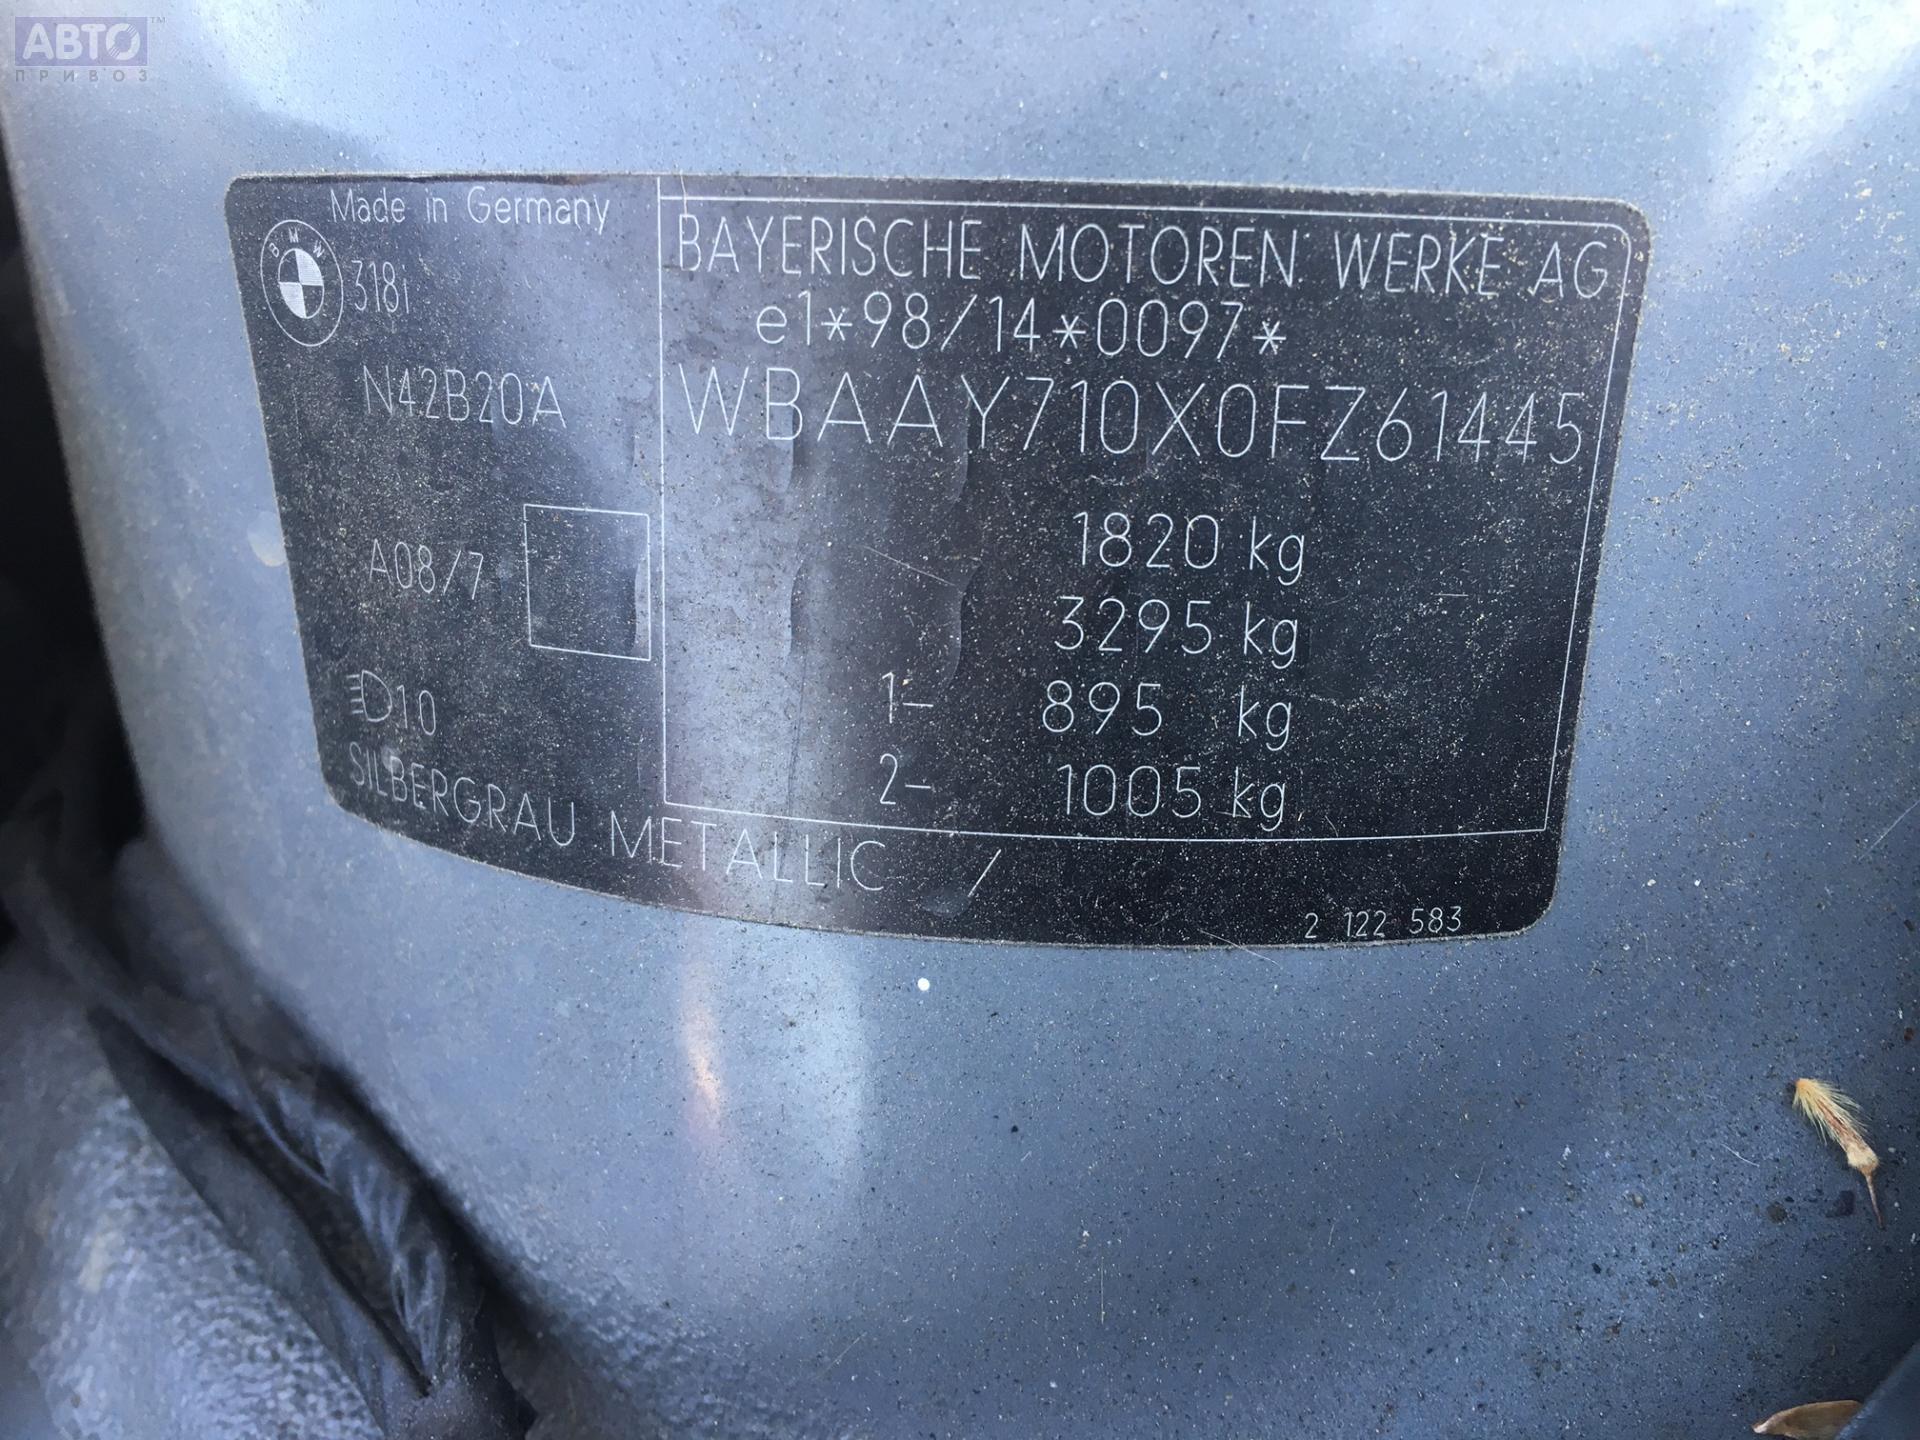 АВТО™
ПРИВОЗ
Made in Germany
BMW
318i
N42B20A
A08/7
D10
SILBERGRAU METALLIC /
BAYERISCHE MOTOREN WERKE AG
e1*98/14*0097*
WBAAY710X0FZ61445
1820 kg
3295 kg
1- 895 kg
2- 1005 kg
2 122 583